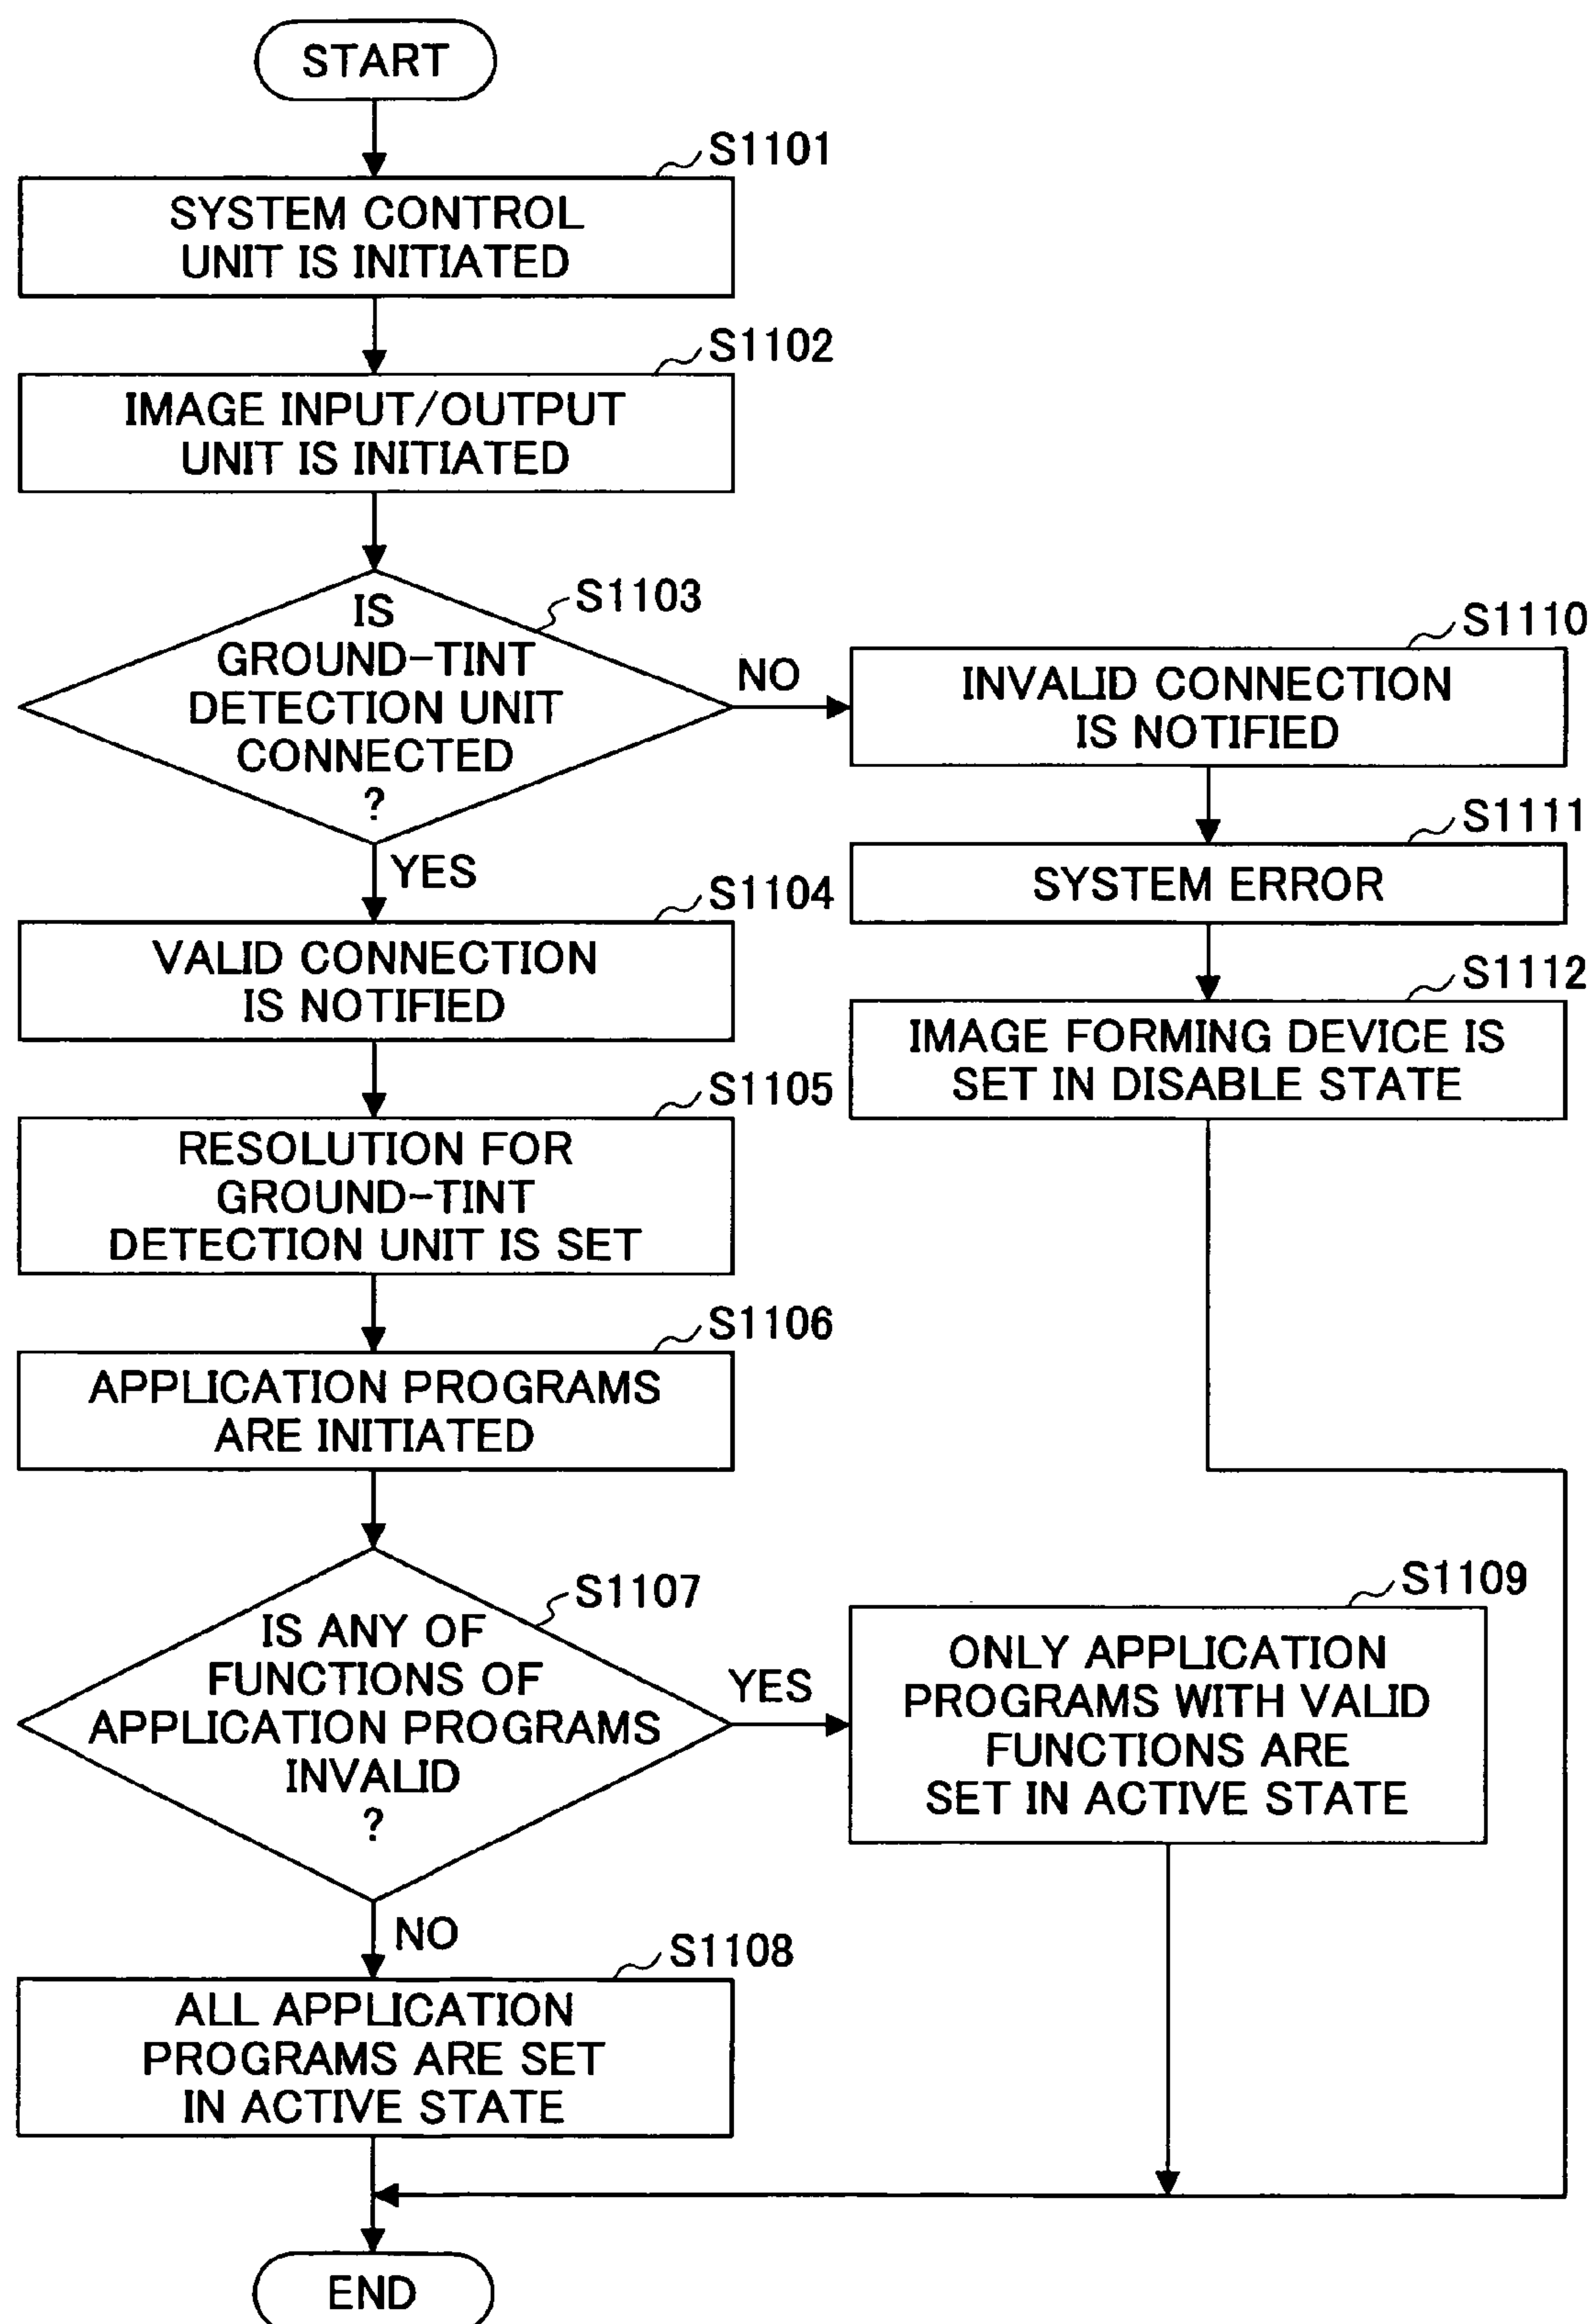 START
S1101
SYSTEM CONTROL
UNIT IS INITIATED
S1102
IMAGE INPUT/OUTPUT
UNIT IS INITIATED
S1103
IS
GROUND-TINT
DETECTION UNIT
CONNECTED
?
NO
S1110
INVALID CONNECTION
IS NOTIFIED
S1111
SYSTEM ERROR
S1112
IMAGE FORMING DEVICE IS
SET IN DISABLE STATE
YES
S1104
VALID CONNECTION
IS NOTIFIED
S1105
RESOLUTION FOR
GROUND-TINT
DETECTION UNIT IS SET
S1106
APPLICATION PROGRAMS
ARE INITIATED
S1107
IS ANY OF
FUNCTIONS OF
APPLICATION PROGRAMS
INVALID
?
YES
S1109
ONLY APPLICATION
PROGRAMS WITH VALID
FUNCTIONS ARE
SET IN ACTIVE STATE
NO
S1108
ALL APPLICATION
PROGRAMS ARE SET
IN ACTIVE STATE
END